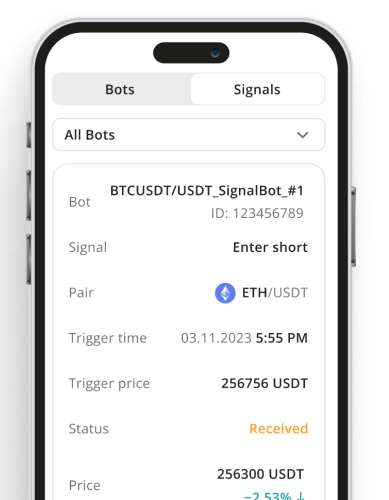 Bots Signals
All Bots
Bot BTCUSDT/USDT_SignalBot_#1
ID: 123456789
Signal Enter short
Pair ETH/USDT
Trigger time 03.11.2023 5:55 PM
Trigger price 256756 USDT
Status Received
Price 256300 USDT
−2.53% ↓